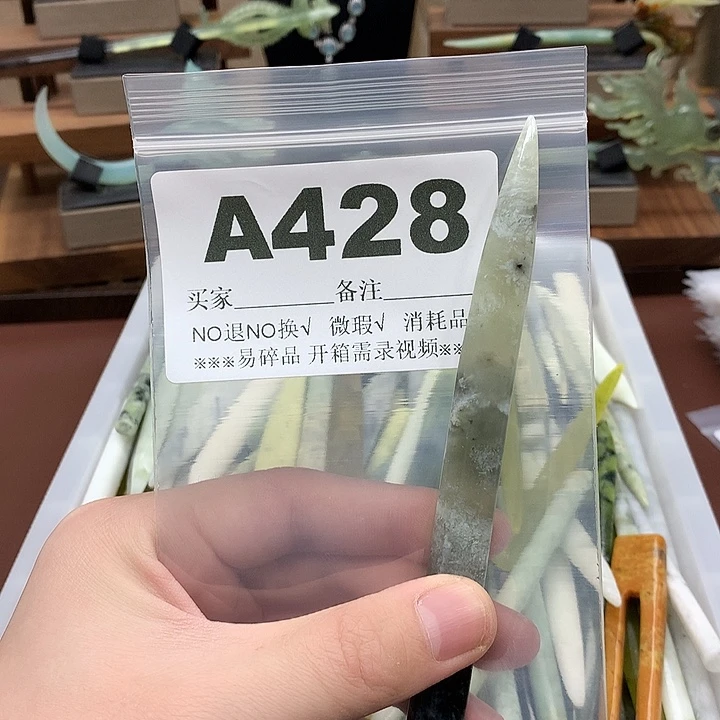 A428
买家________备注________
NO退NO换√ 微瑕√ 消耗品
※※※易碎品 开箱需录视频※※